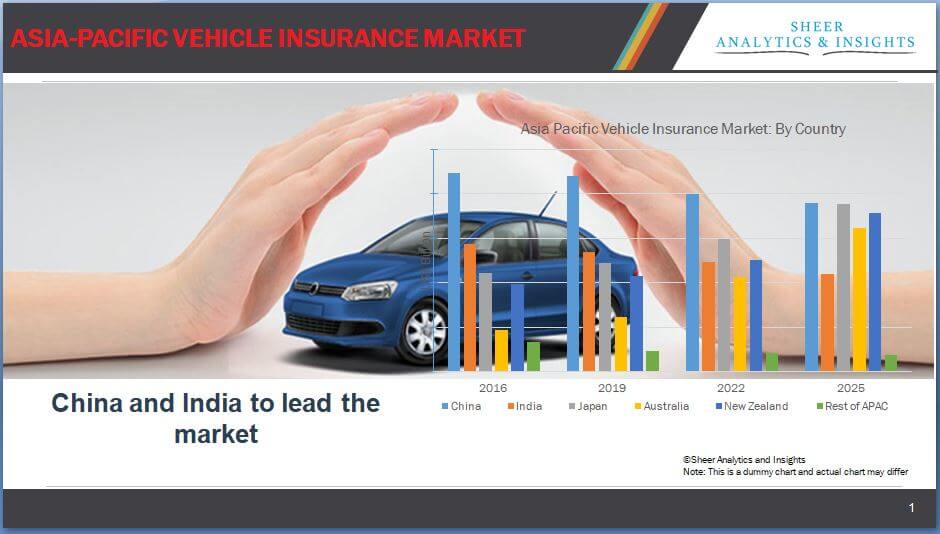 ASIA-PACIFIC VEHICLE INSURANCE MARKET
SHEER
ANALYTICS & INSIGHTS
Asia Pacific Vehicle Insurance Market: By Country
2016 2019 2022 2025
China India Japan Australia New Zealand Rest of APAC
China and India to lead the
market
©Sheer Analytics and Insights
Note: This is a dummy chart and actual chart may differ
1